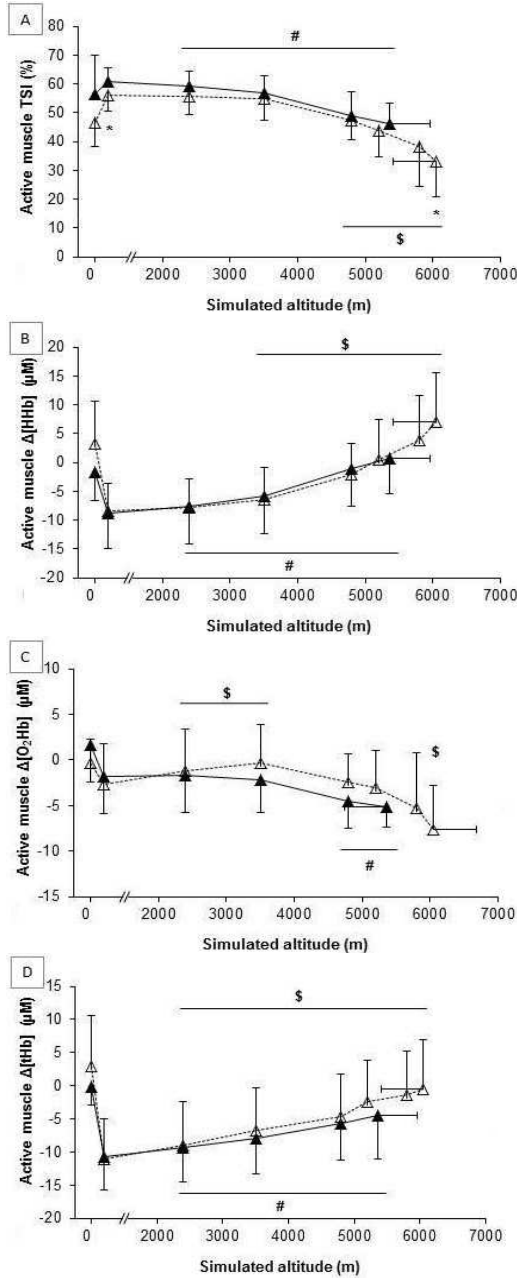 A
Active muscle TSI (%)
80
70
60
50
40
30
20
10
0
#
*
*
$
0 2000 3000 4000 5000 6000 7000
Simulated altitude (m)
B
Active muscle Δ[HHb] (µM)
20
15
10
5
0
-5
-10
-15
-20
$
#
0 2000 3000 4000 5000 6000 7000
Simulated altitude (m)
C
Active muscle Δ[O₂Hb] (µM)
10
5
0
-5
-10
-15
$
$
#
0 2000 3000 4000 5000 6000 7000
Simulated altitude (m)
D
Active muscle Δ[tHb] (µM)
15
10
5
0
-5
-10
-15
-20
$
#
0 2000 3000 4000 5000 6000 7000
Simulated altitude (m)